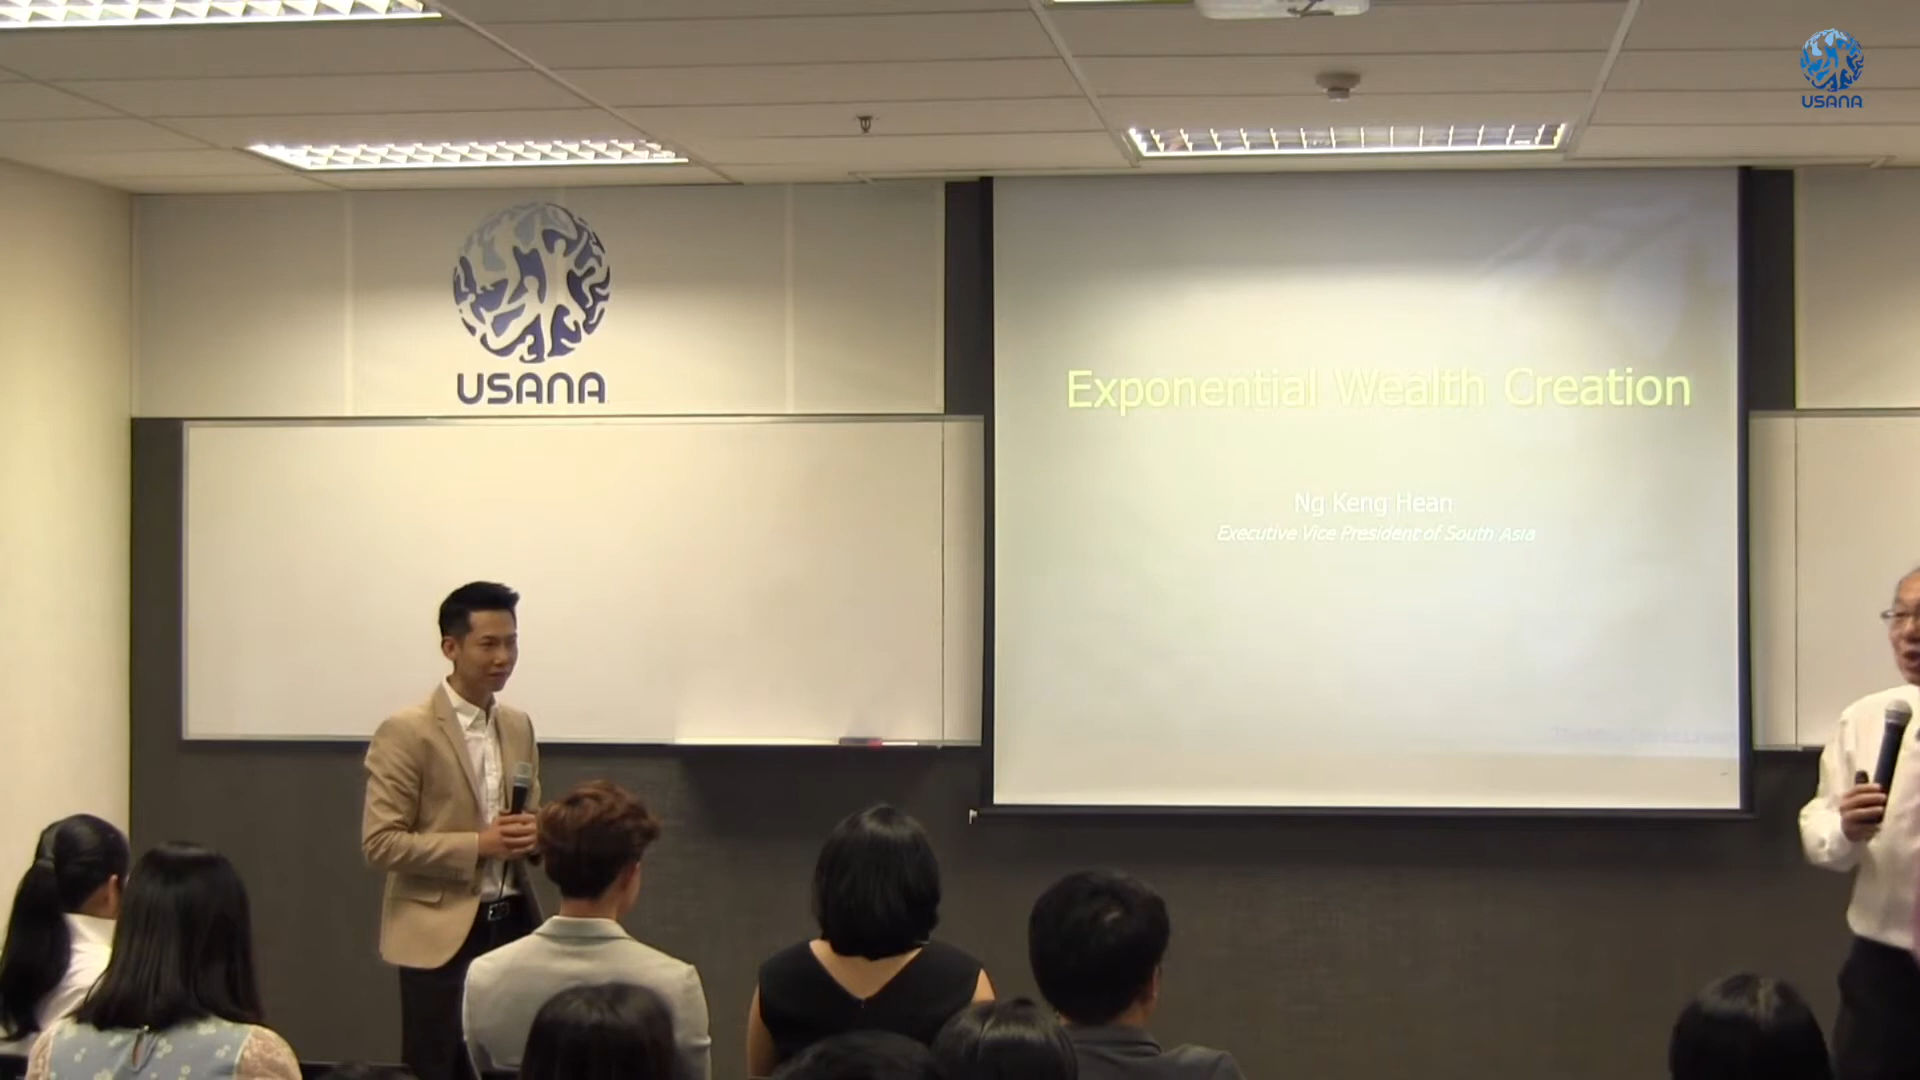 USANA
USANA
Exponential Wealth Creation
Ng Keng Hean
Executive Vice President of South Asia